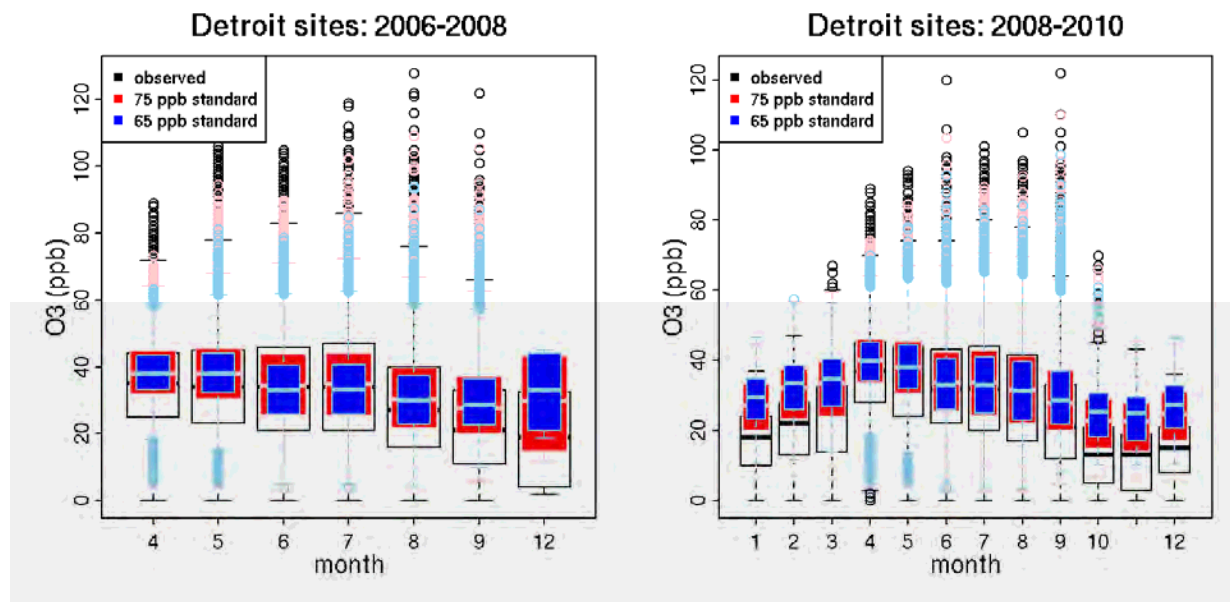 Detroit sites: 2006-2008
observed
75 ppb standard
65 ppb standard
O3 (ppb)
0
20
40
60
80
100
120
4
5
6
7
8
9
12
month
Detroit sites: 2008-2010
observed
75 ppb standard
65 ppb standard
O3 (ppb)
0
20
40
60
80
100
120
1
2
3
4
5
6
7
8
9
10
12
month